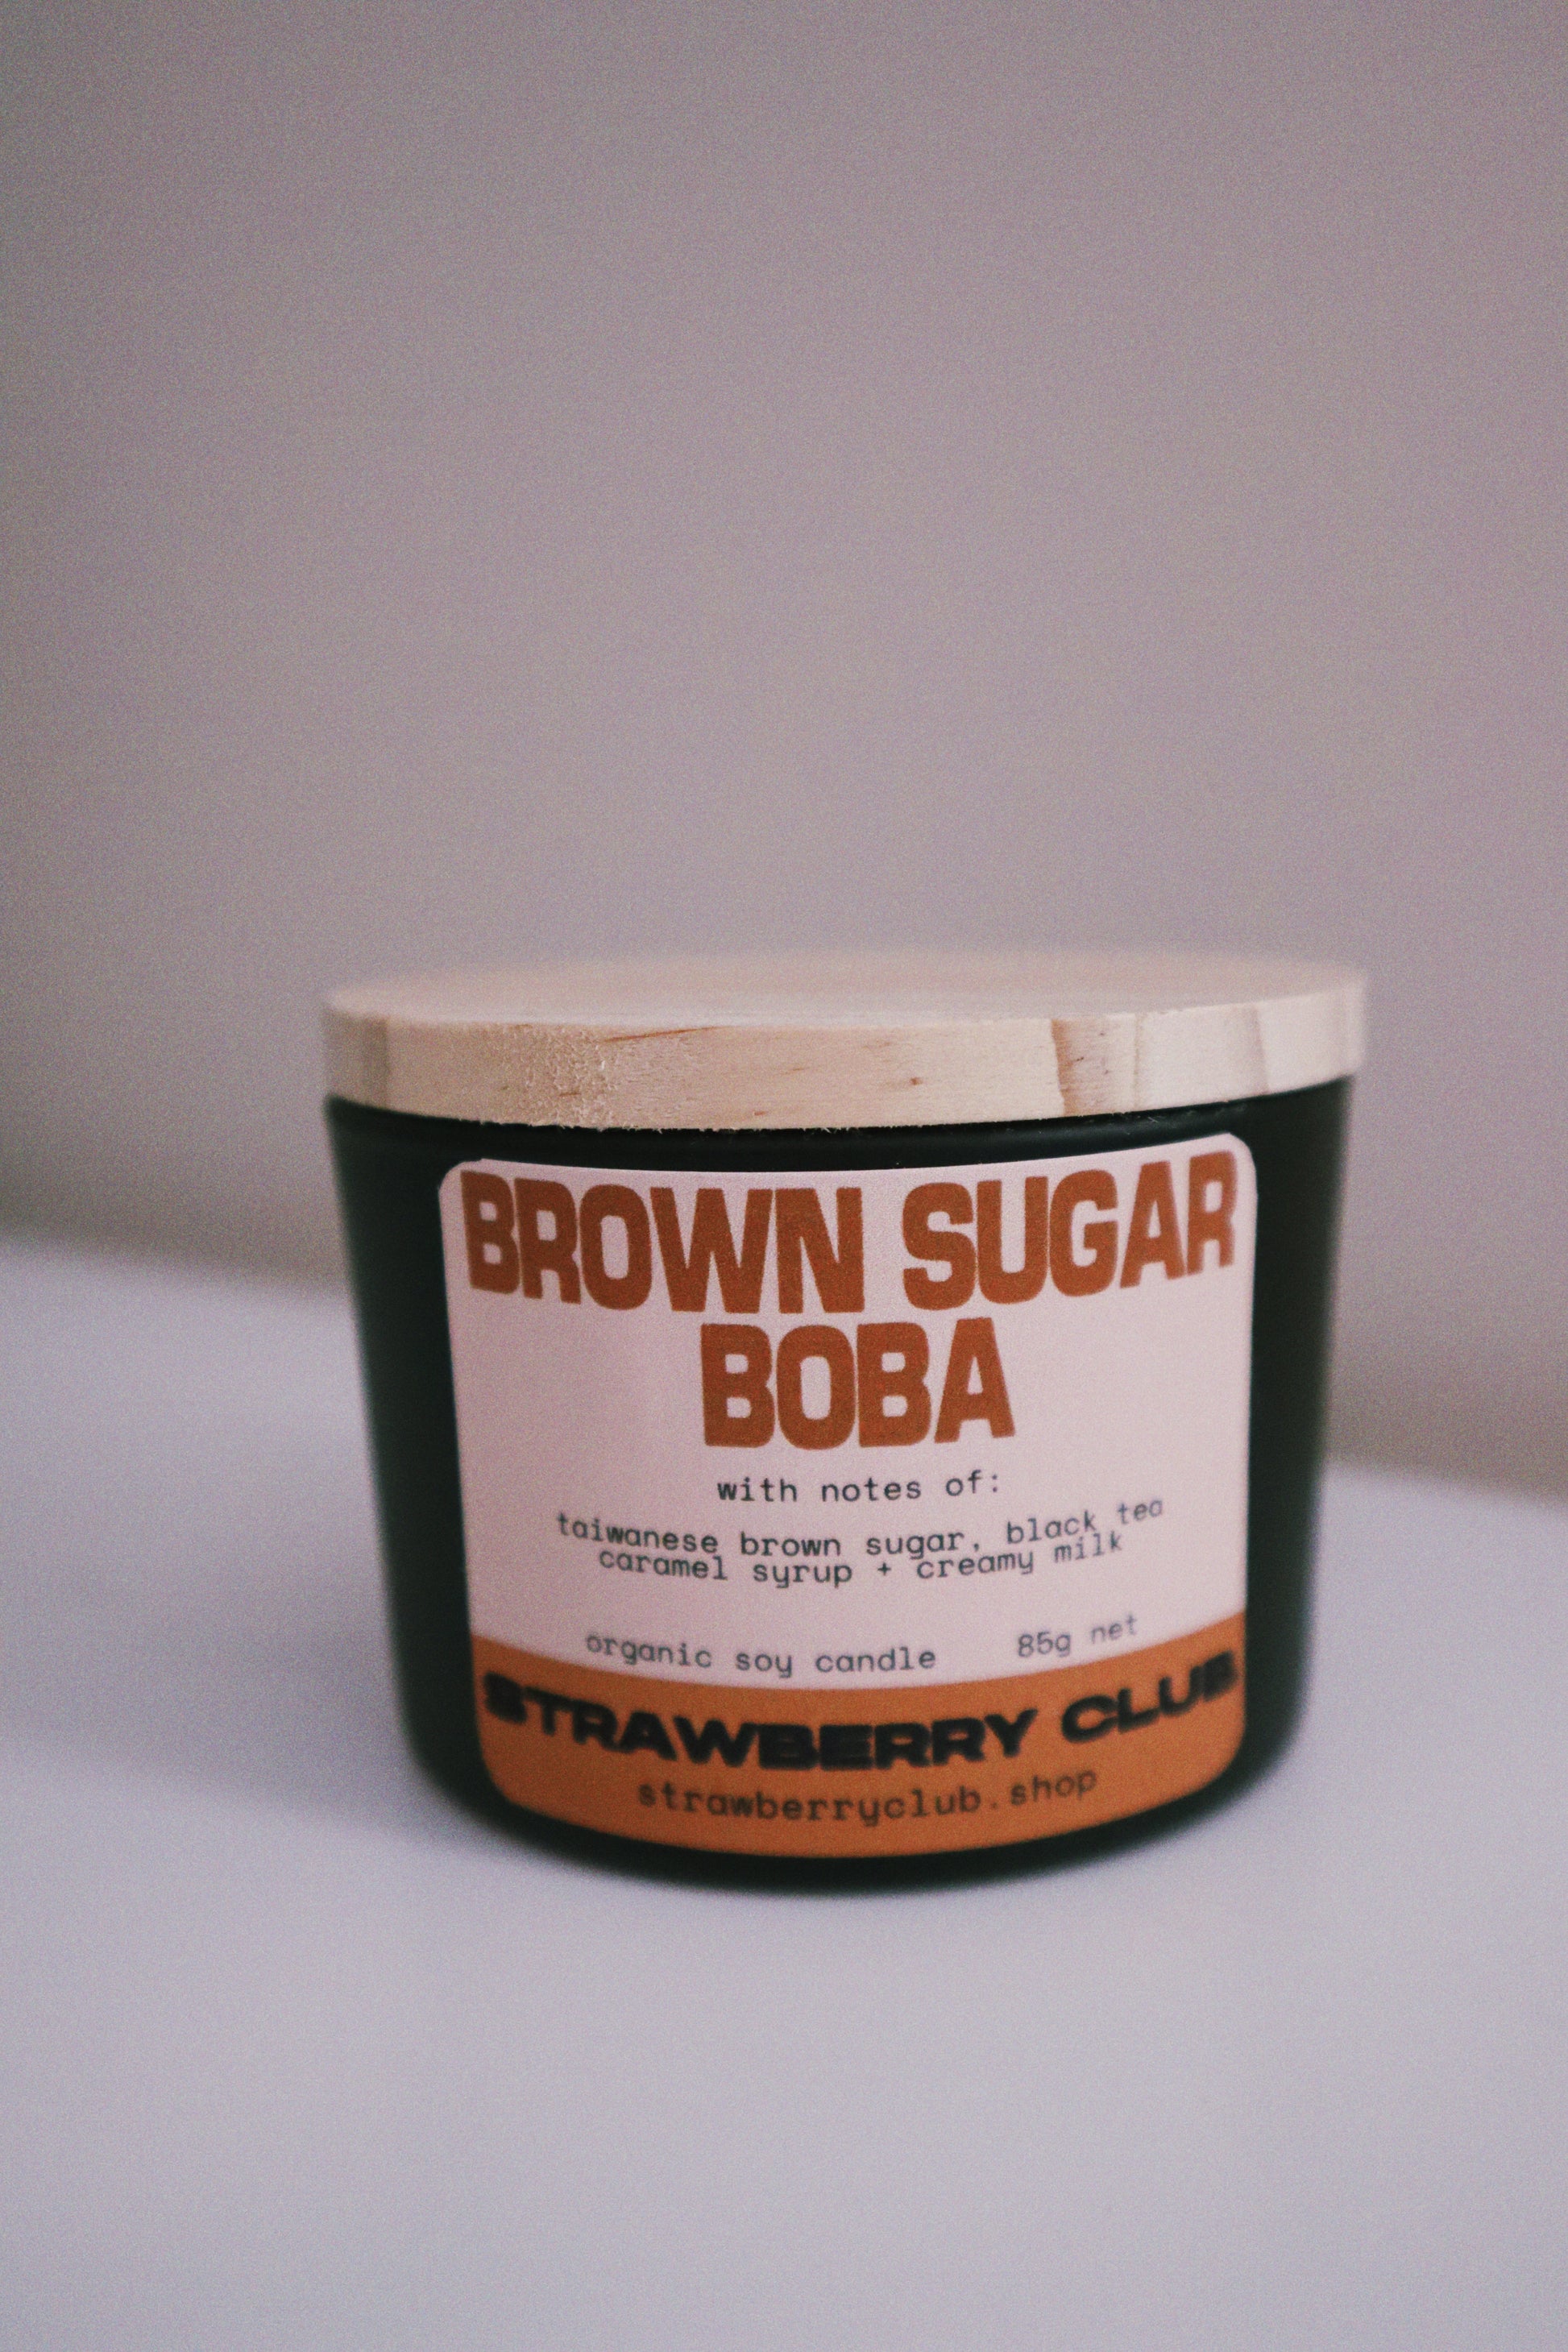 BROWN SUGAR
BOBA
with notes of:
taiwanese brown sugar, black tea
caramel syrup + creamy milk
organic soy candle 85g net
STRAWBERRY CLUB
strawberryclub.shop